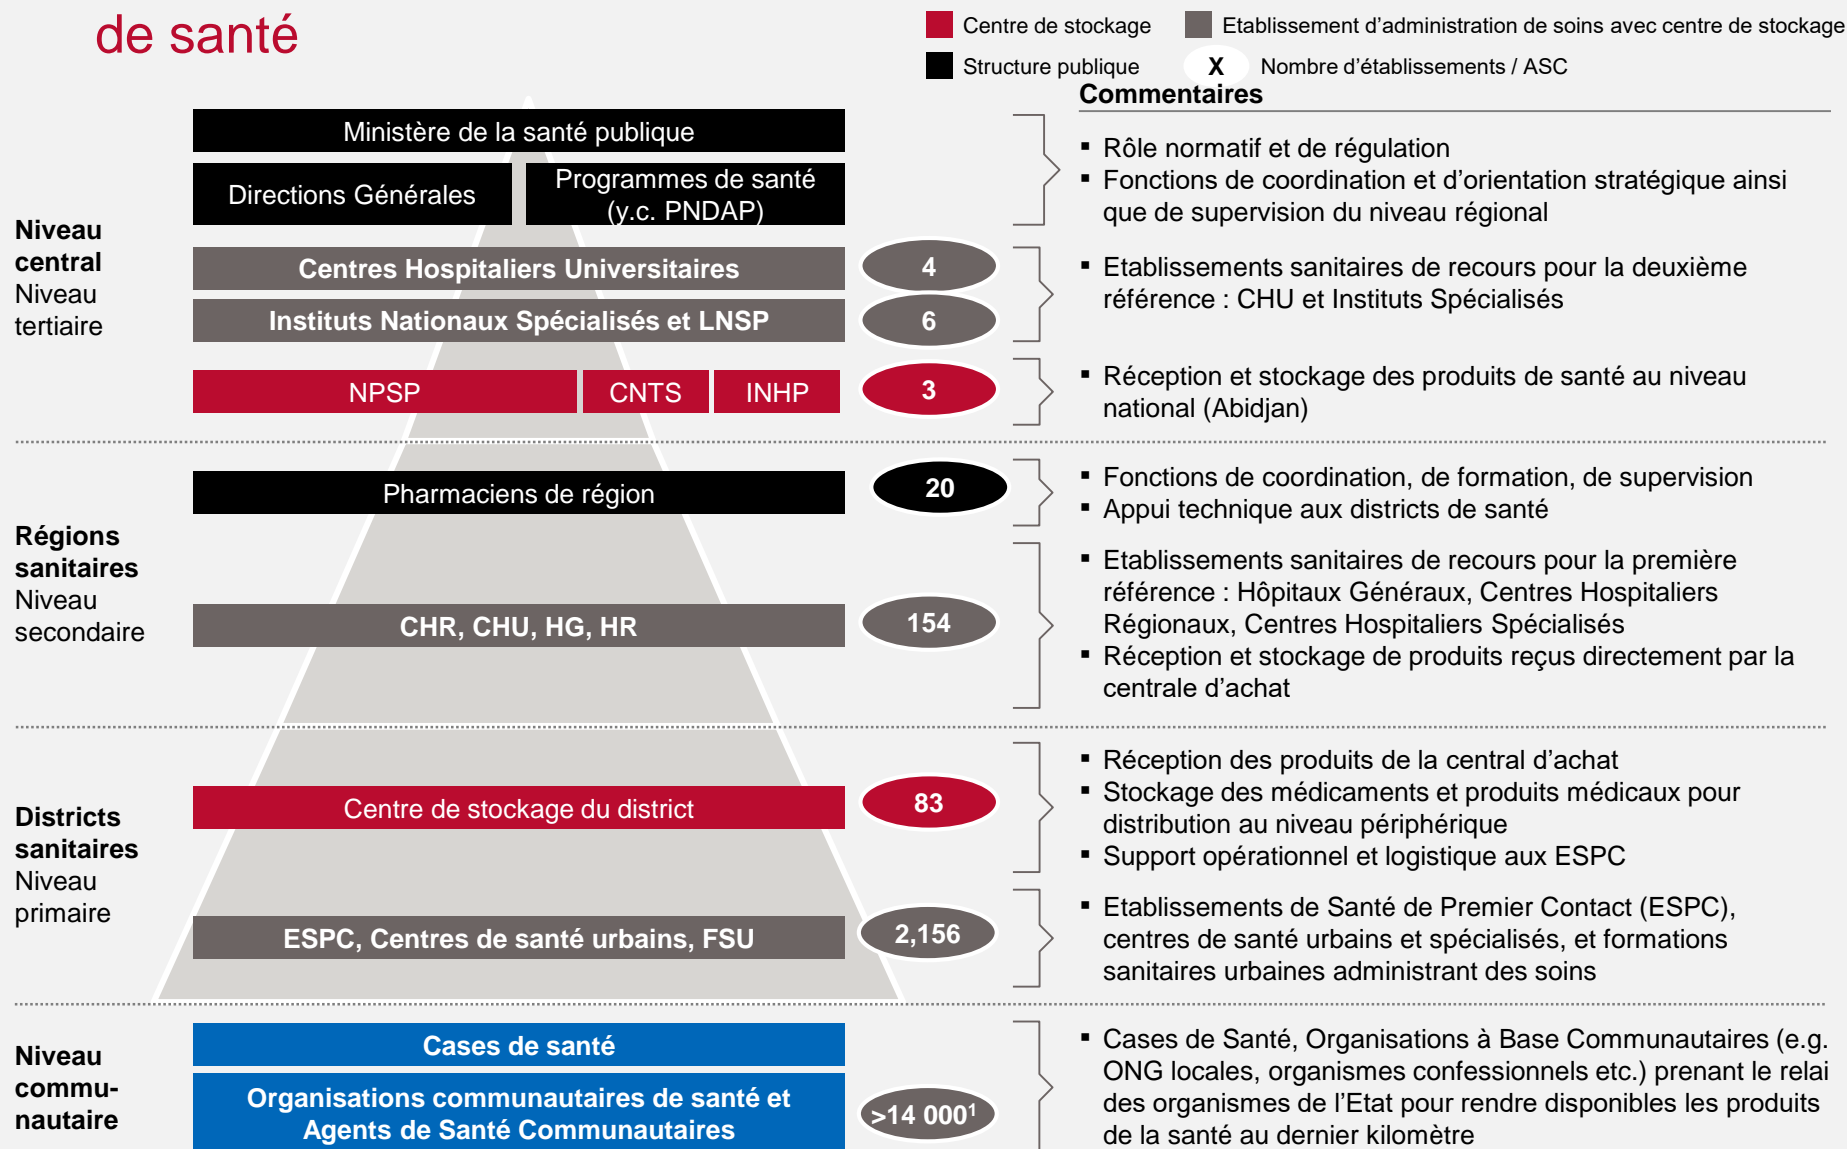 de santé
Centre de stockage
Etablissement d'administration de soins avec centre de stockage
Structure publique
X
Nombre d'établissements / ASC
Commentaires
Niveau
central
Niveau
tertiaire
Ministère de la santé publique
Directions Générales
Programmes de santé
(y.c. PNDAP)
▪ Rôle normatif et de régulation
▪ Fonctions de coordination et d'orientation stratégique ainsi
que de supervision du niveau régional
Centres Hospitaliers Universitaires
4
Instituts Nationaux Spécialisés et LNSP
6
▪ Etablissements sanitaires de recours pour la deuxième
référence : CHU et Instituts Spécialisés
NPSP
CNTS
INHP
3
▪ Réception et stockage des produits de santé au niveau
national (Abidjan)
Régions
sanitaires
Niveau
secondaire
Pharmaciens de région
20
▪ Fonctions de coordination, de formation, de supervision
▪ Appui technique aux districts de santé
CHR, CHU, HG, HR
154
▪ Etablissements sanitaires de recours pour la première
référence : Hôpitaux Généraux, Centres Hospitaliers
Régionaux, Centres Hospitaliers Spécialisés
▪ Réception et stockage de produits reçus directement par la
centrale d'achat
Districts
sanitaires
Niveau
primaire
Centre de stockage du district
83
▪ Réception des produits de la central d'achat
▪ Stockage des médicaments et produits médicaux pour
distribution au niveau périphérique
▪ Support opérationnel et logistique aux ESPC
ESPC, Centres de santé urbains, FSU
2,156
▪ Etablissements de Santé de Premier Contact (ESPC),
centres de santé urbains et spécialisés, et formations
sanitaires urbaines administrant des soins
Niveau
commu-
nautaire
Cases de santé
Organisations communautaires de santé et
Agents de Santé Communautaires
>14 000¹
▪ Cases de Santé, Organisations à Base Communautaires (e.g.
ONG locales, organismes confessionnels etc.) prenant le relai
des organismes de l'Etat pour rendre disponibles les produits
de la santé au dernier kilomètre